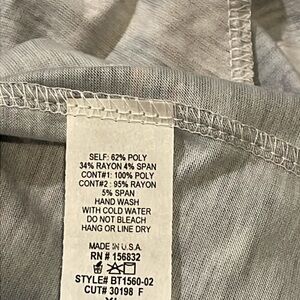 SELF: 62% POLY
34% RAYON 4% SPAN
CONT#1: 100% POLY
CONT#2 : 95% RAYON
5% SPAN
HAND WASH
WITH COLD WATER
DO NOT BLEACH
HANG OR LINE DRY
MADE IN U.S.A.
RN # 156832
STYLE# BT1560-02
CUT# 30198 F